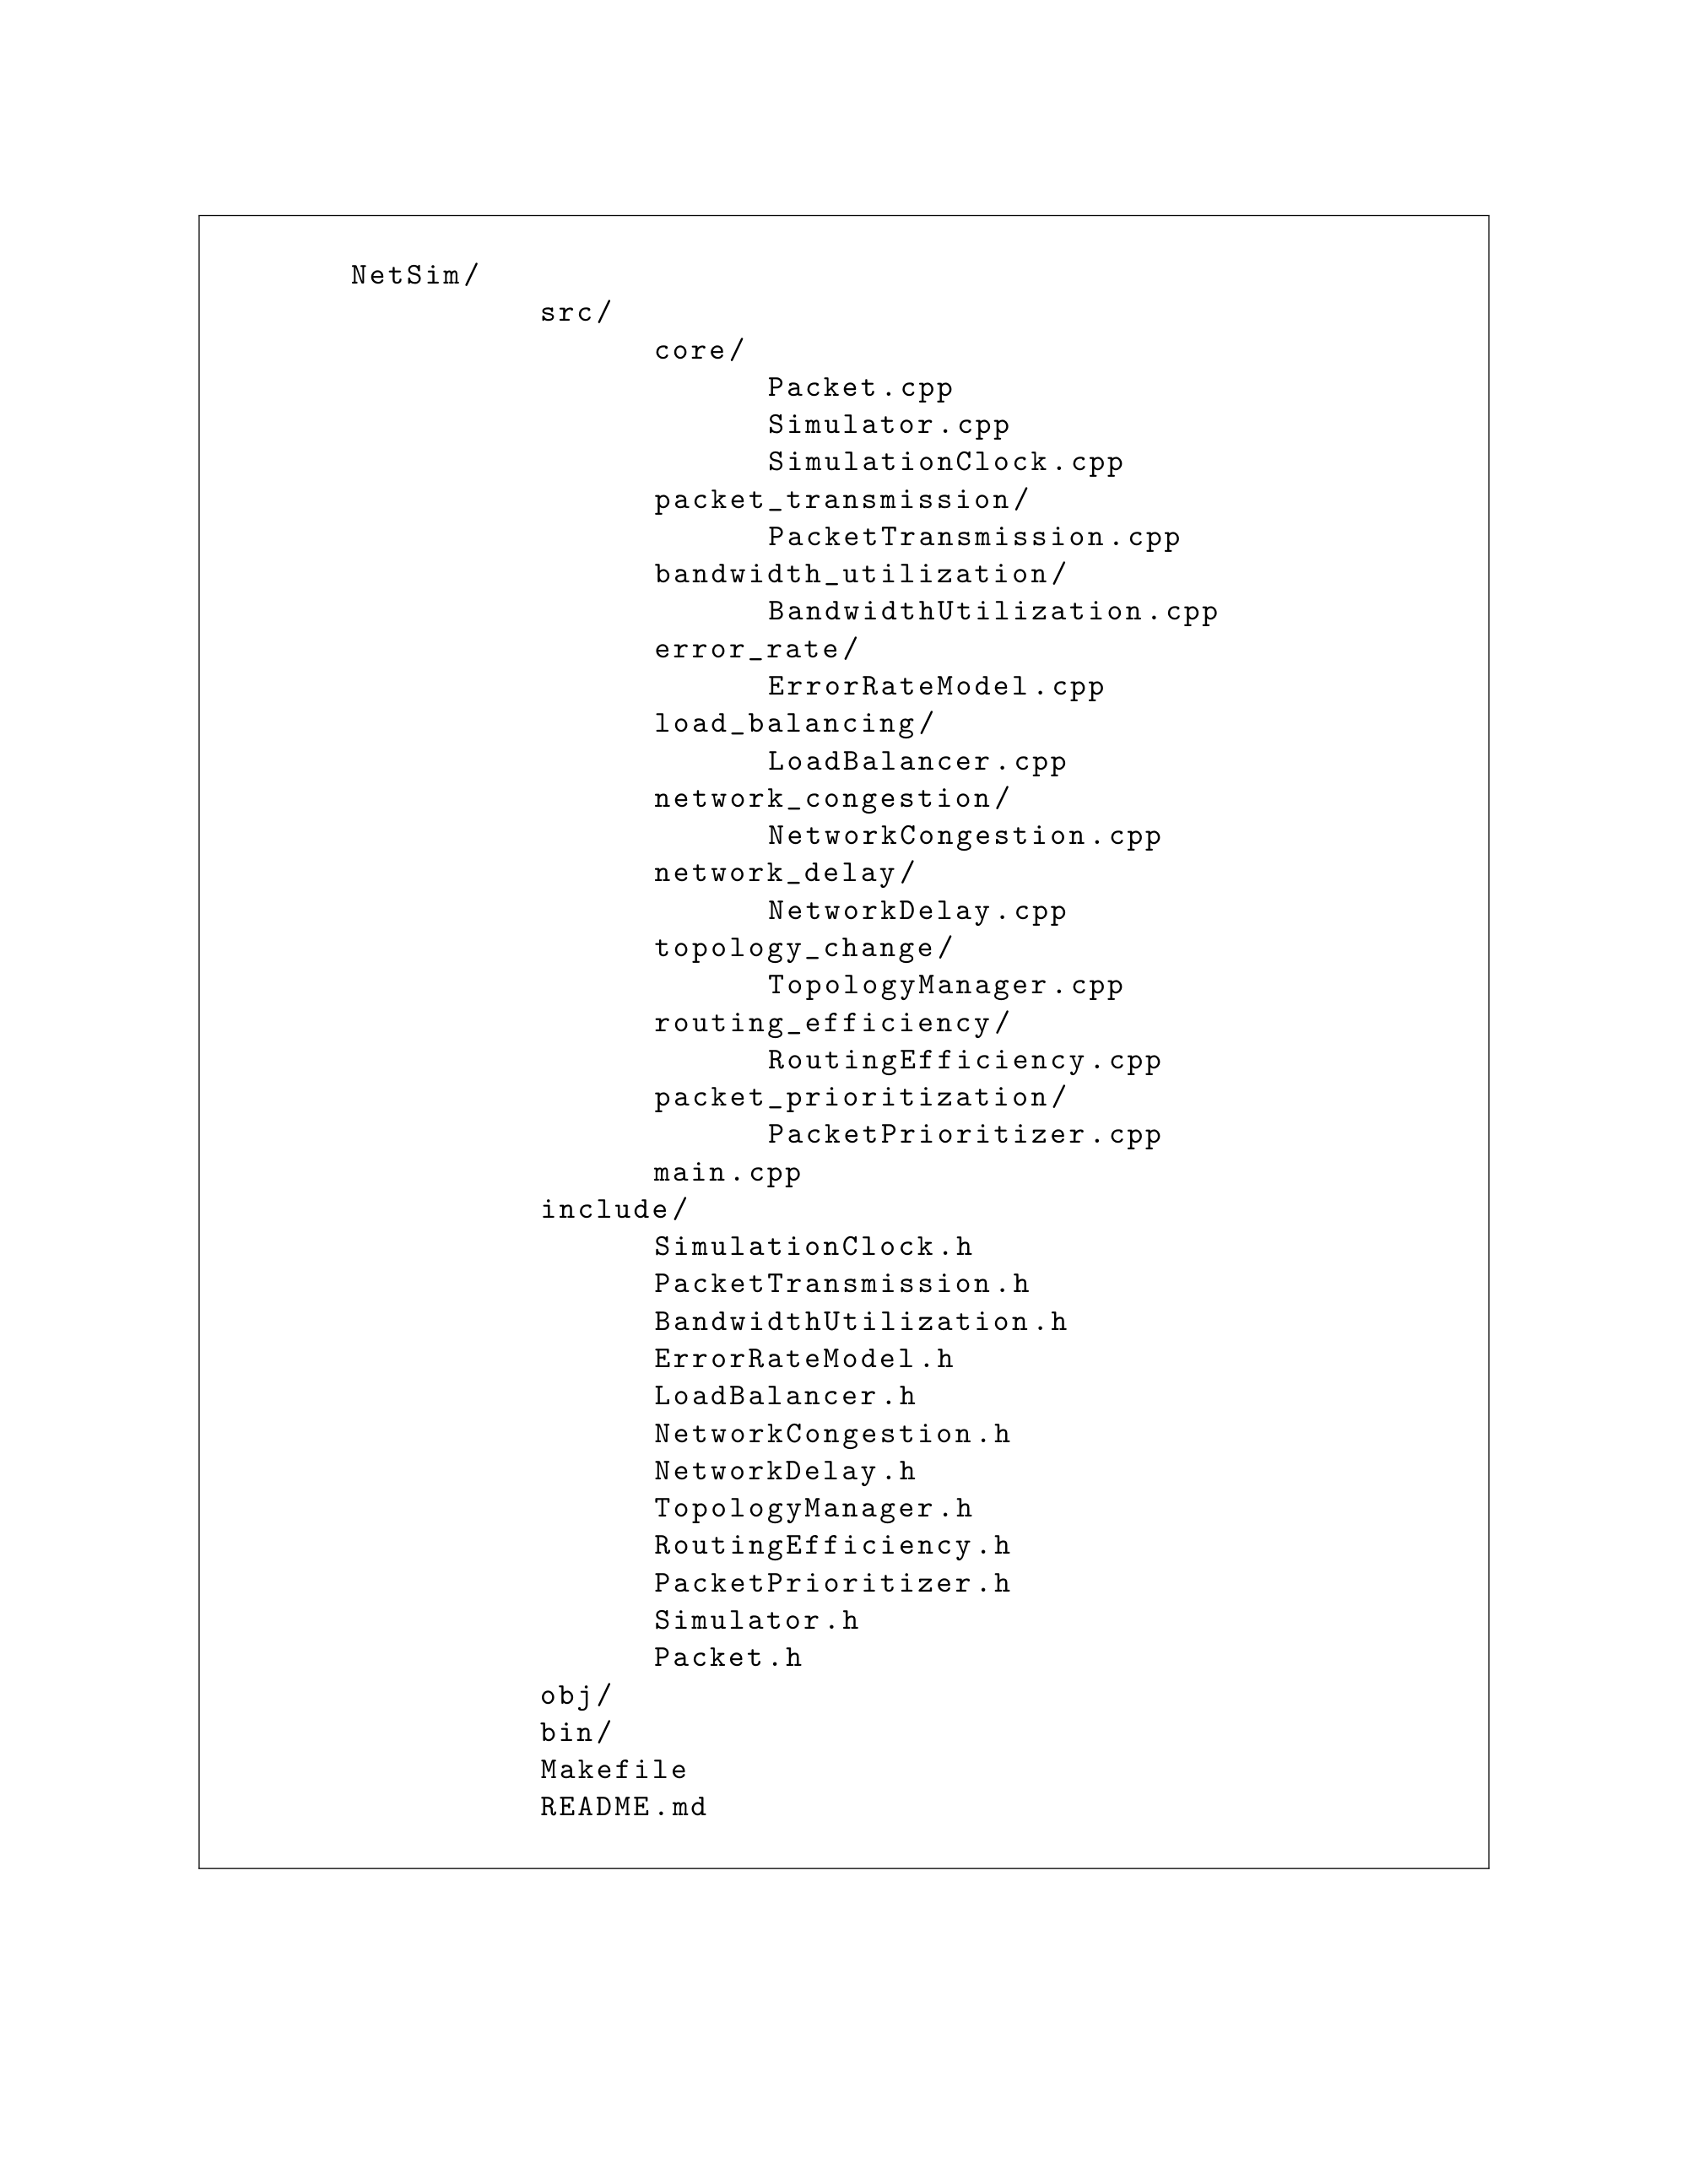 NetSim/
src/
core/
Packet.cpp
Simulator.cpp
SimulationClock.cpp
packet_transmission/
PacketTransmission.cpp
bandwidth_utilization/
BandwidthUtilization.cpp
error_rate/
ErrorRateModel.cpp
load_balancing/
LoadBalancer.cpp
network_congestion/
NetworkCongestion.cpp
network_delay/
NetworkDelay.cpp
topology_change/
TopologyManager.cpp
routing_efficiency/
RoutingEfficiency.cpp
packet_prioritization/
PacketPrioritizer.cpp
main.cpp
include/
SimulationClock.h
PacketTransmission.h
BandwidthUtilization.h
ErrorRateModel.h
LoadBalancer.h
NetworkCongestion.h
NetworkDelay.h
TopologyManager.h
RoutingEfficiency.h
PacketPrioritizer.h
Simulator.h
Packet.h
obj/
bin/
Makefile
README.md